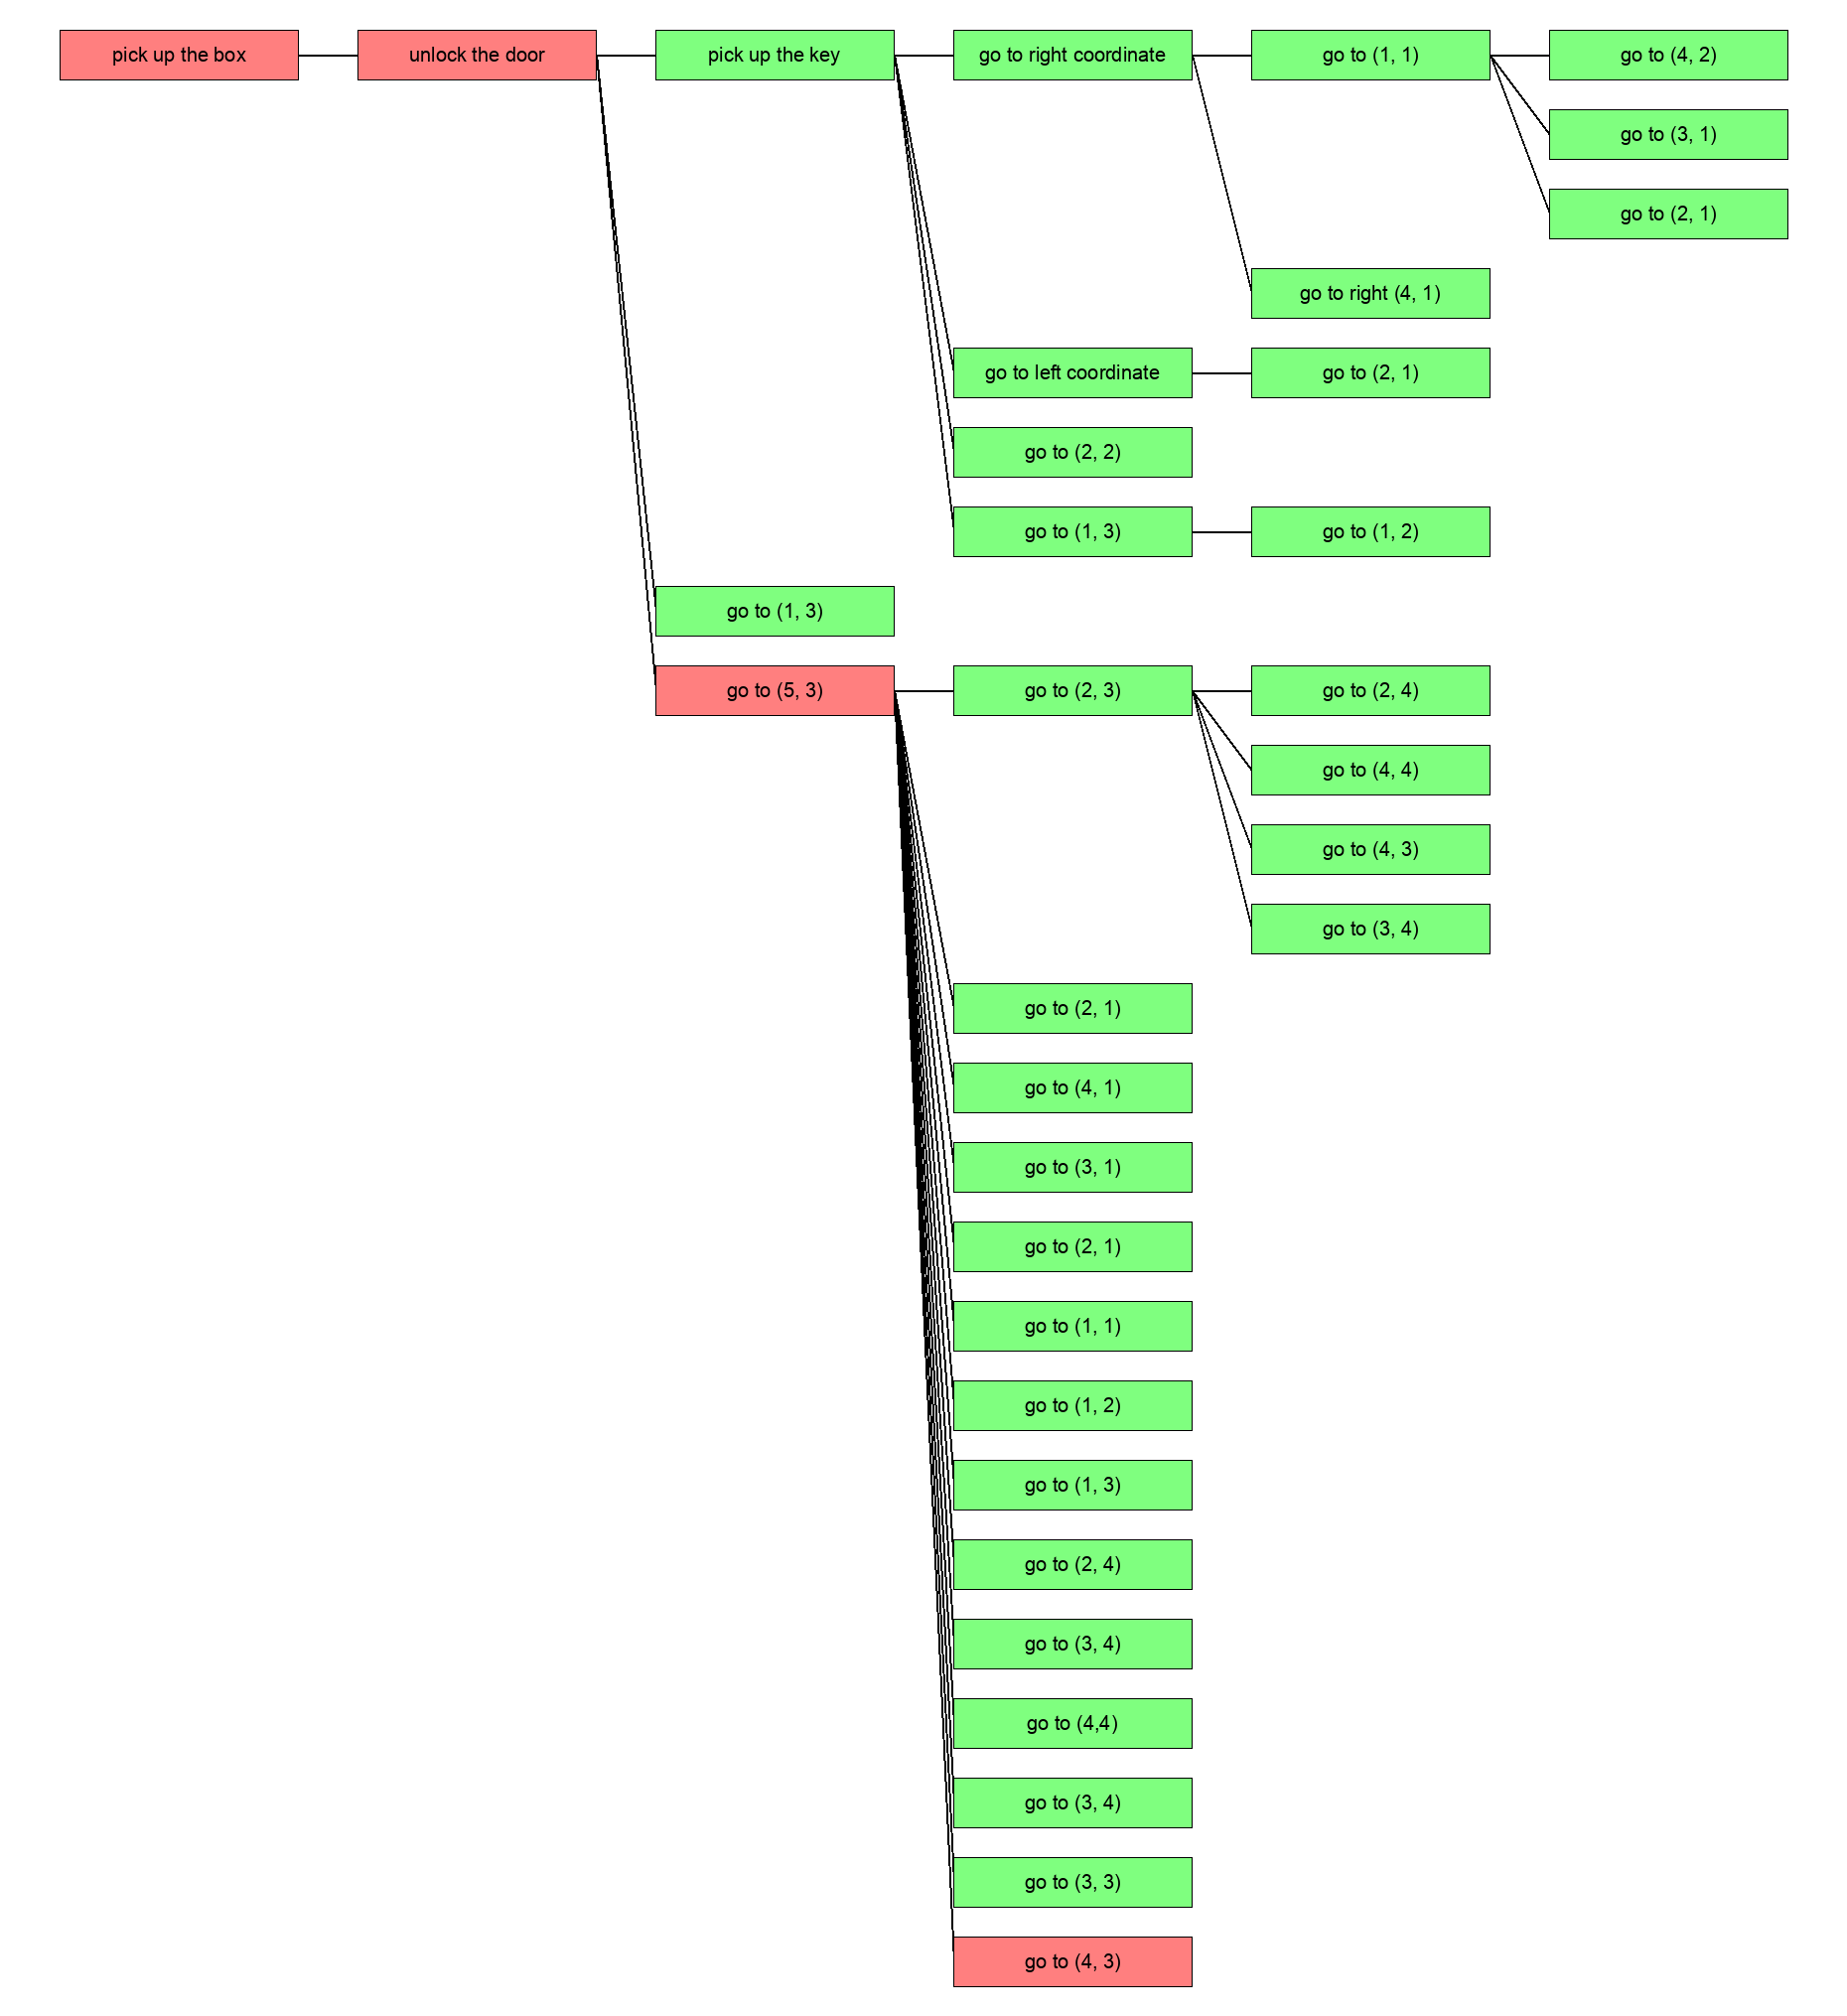 pick up the box
unlock the door
pick up the key
go to right coordinate
go to (1, 1)
go to (4, 2)
go to (3, 1)
go to (2, 1)
go to right (4, 1)
go to left coordinate
go to (2, 1)
go to (2, 2)
go to (1, 3)
go to (1, 2)
go to (1, 3)
go to (5, 3)
go to (2, 3)
go to (2, 4)
go to (4, 4)
go to (4, 3)
go to (3, 4)
go to (2, 1)
go to (4, 1)
go to (3, 1)
go to (2, 1)
go to (1, 1)
go to (1, 2)
go to (1, 3)
go to (2, 4)
go to (3, 4)
go to (4,4)
go to (3, 4)
go to (3, 3)
go to (4, 3)